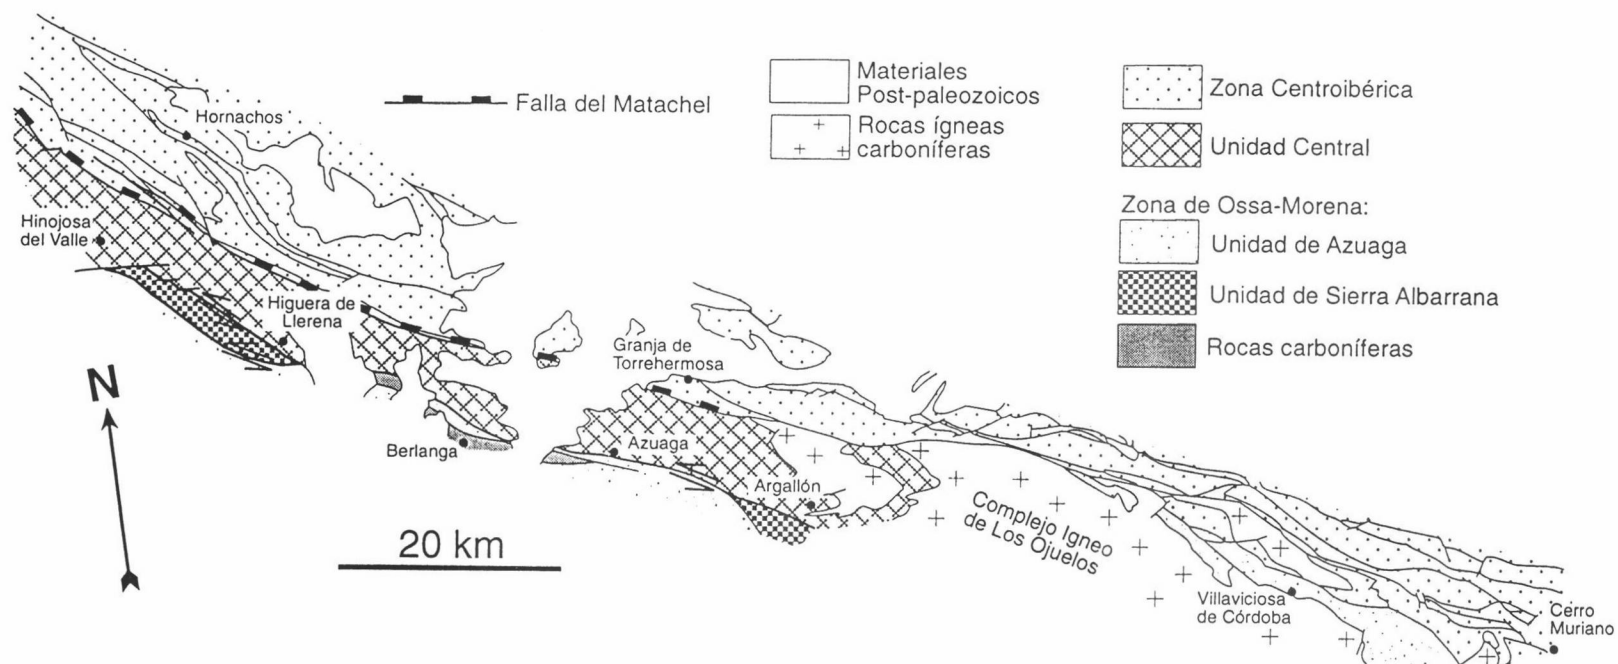 Hornachos
Falla del Matachel
Materiales
Post-paleozoicos
Rocas ígneas
carboníferas
Zona Centroibérica
Unidad Central
Zona de Ossa-Morena:
Unidad de Azuaga
Unidad de Sierra Albarrana
Rocas carboníferas
Hinojosa
del Valle
Higuera de
Llerena
N
Granja de
Torrehermosa
Berlanga
Azuaga
Argallón
20 km
Complejo Igneo
de Los Ojuelos
Villaviciosa
de Córdoba
Cerro
Muriano